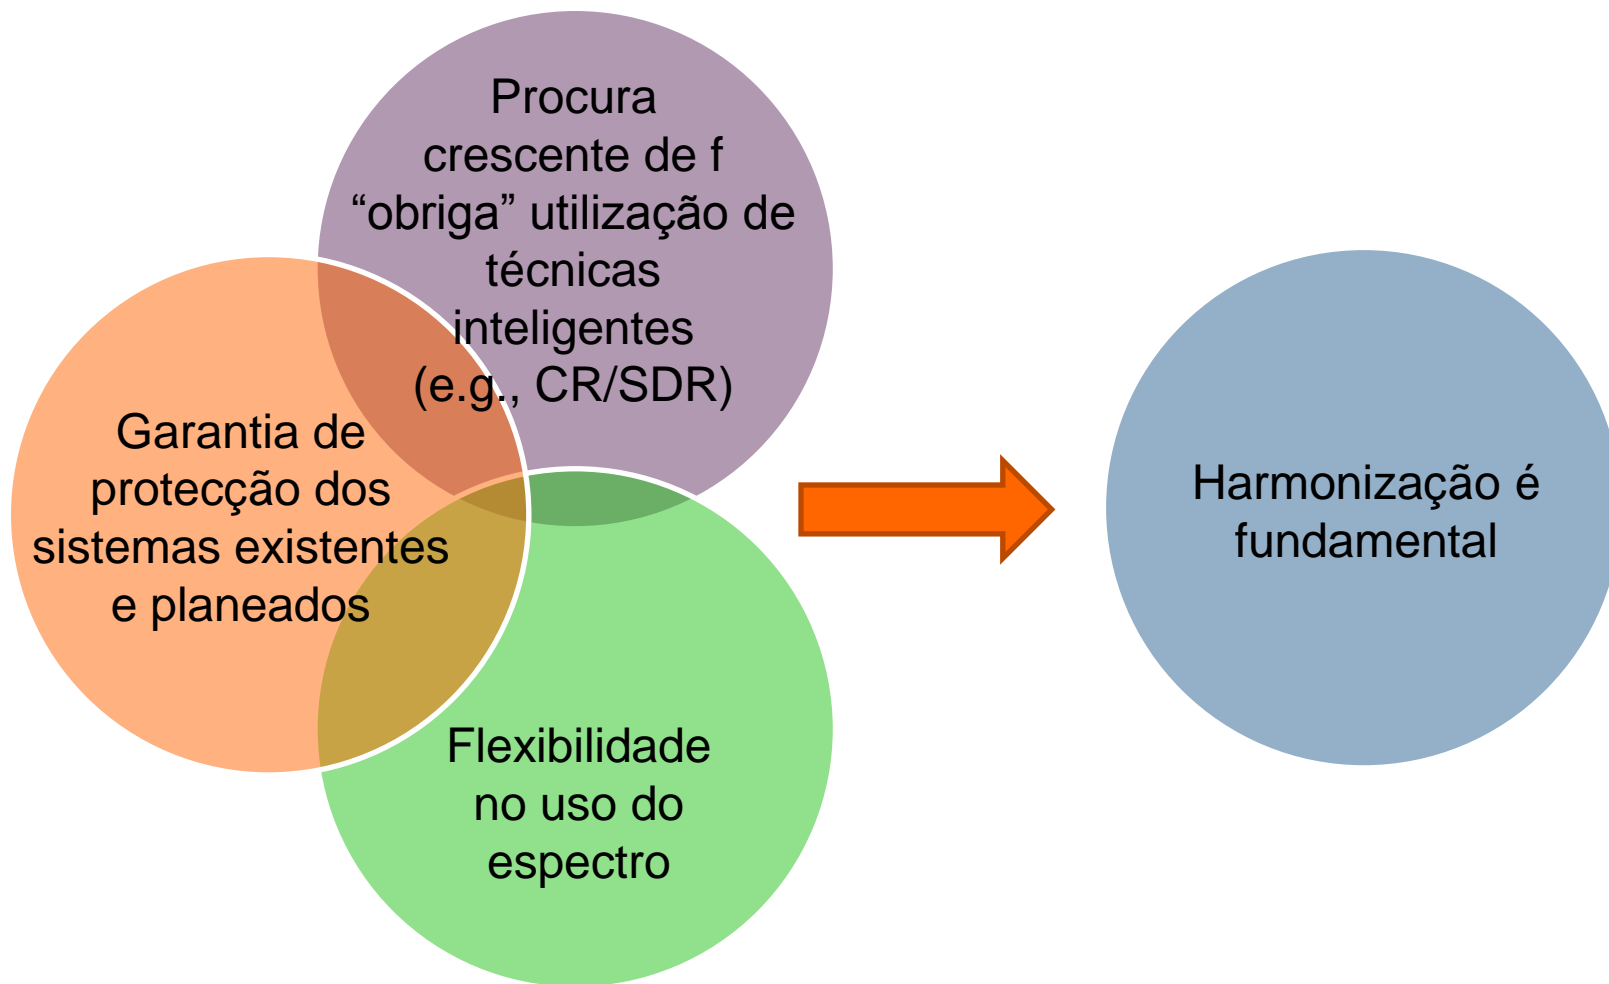 Procura
crescente de f
“obriga” utilização de
técnicas
inteligentes
(e.g., CR/SDR)
Garantia de
protecção dos
sistemas existentes
e planeados
Flexibilidade
no uso do
espectro
Harmonização é
fundamental